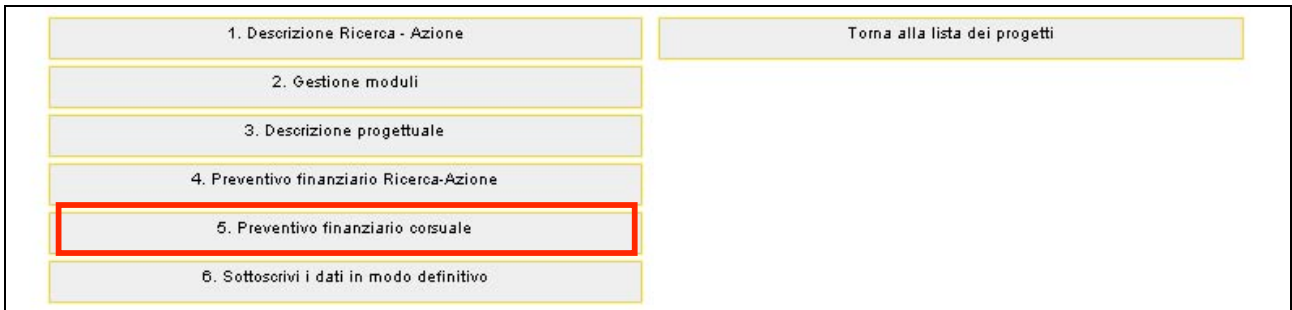 1. Descrizione Ricerca - Azione
Torna alla lista dei progetti
2. Gestione moduli
3. Descrizione progettuale
4. Preventivo finanziario Ricerca-Azione
5. Preventivo finanziario corsuale
6. Sottoscrivi i dati in modo definitivo